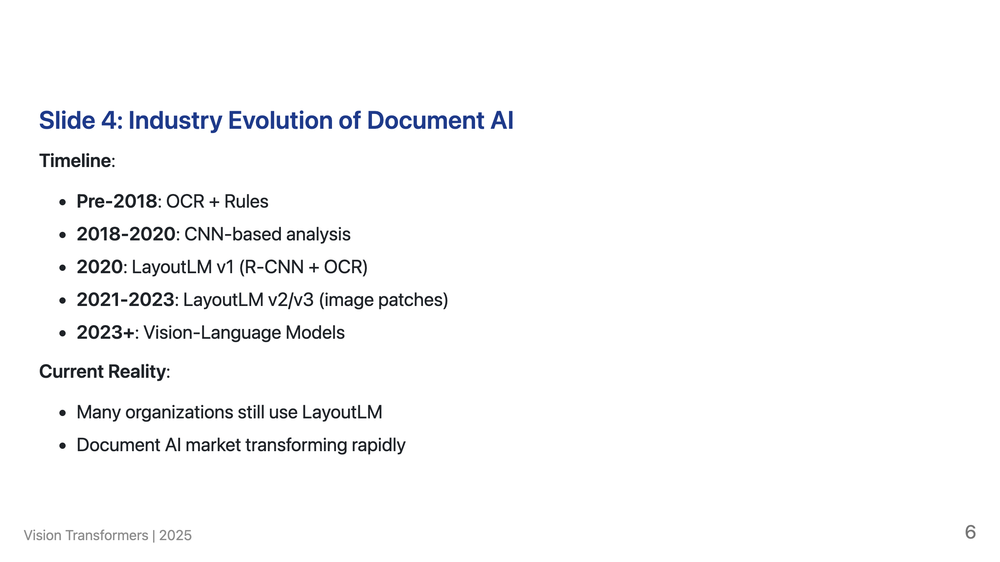 Slide 4: Industry Evolution of Document AI
Timeline:
• Pre-2018: OCR + Rules
• 2018-2020: CNN-based analysis
• 2020: LayoutLM v1 (R-CNN + OCR)
• 2021-2023: LayoutLM v2/v3 (image patches)
• 2023+: Vision-Language Models
Current Reality:
• Many organizations still use LayoutLM
• Document AI market transforming rapidly
Vision Transformers | 2025
6